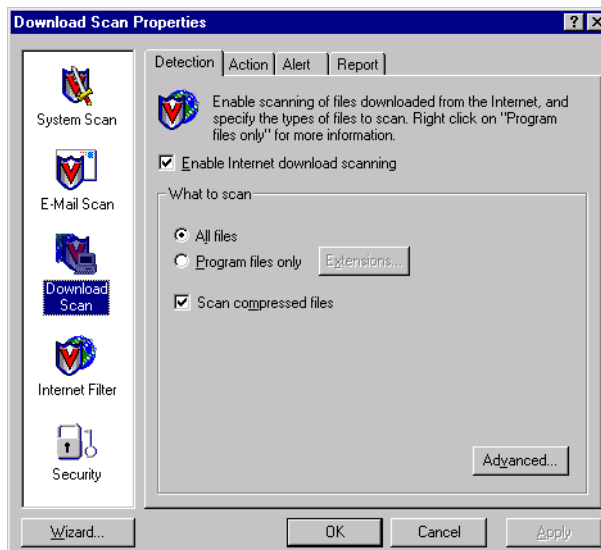 Download Scan Properties
System Scan
E-Mail Scan
Download
Scan
Internet Filter
Security
Detection
Action
Alert
Report
Enable scanning of files downloaded from the Internet, and
specify the types of files to scan. Right click on "Program
files only" for more information.
Enable Internet download scanning
What to scan
All files
Program files only
Extensions...
Scan compressed files
Advanced...
Wizard...
OK
Cancel
Apply